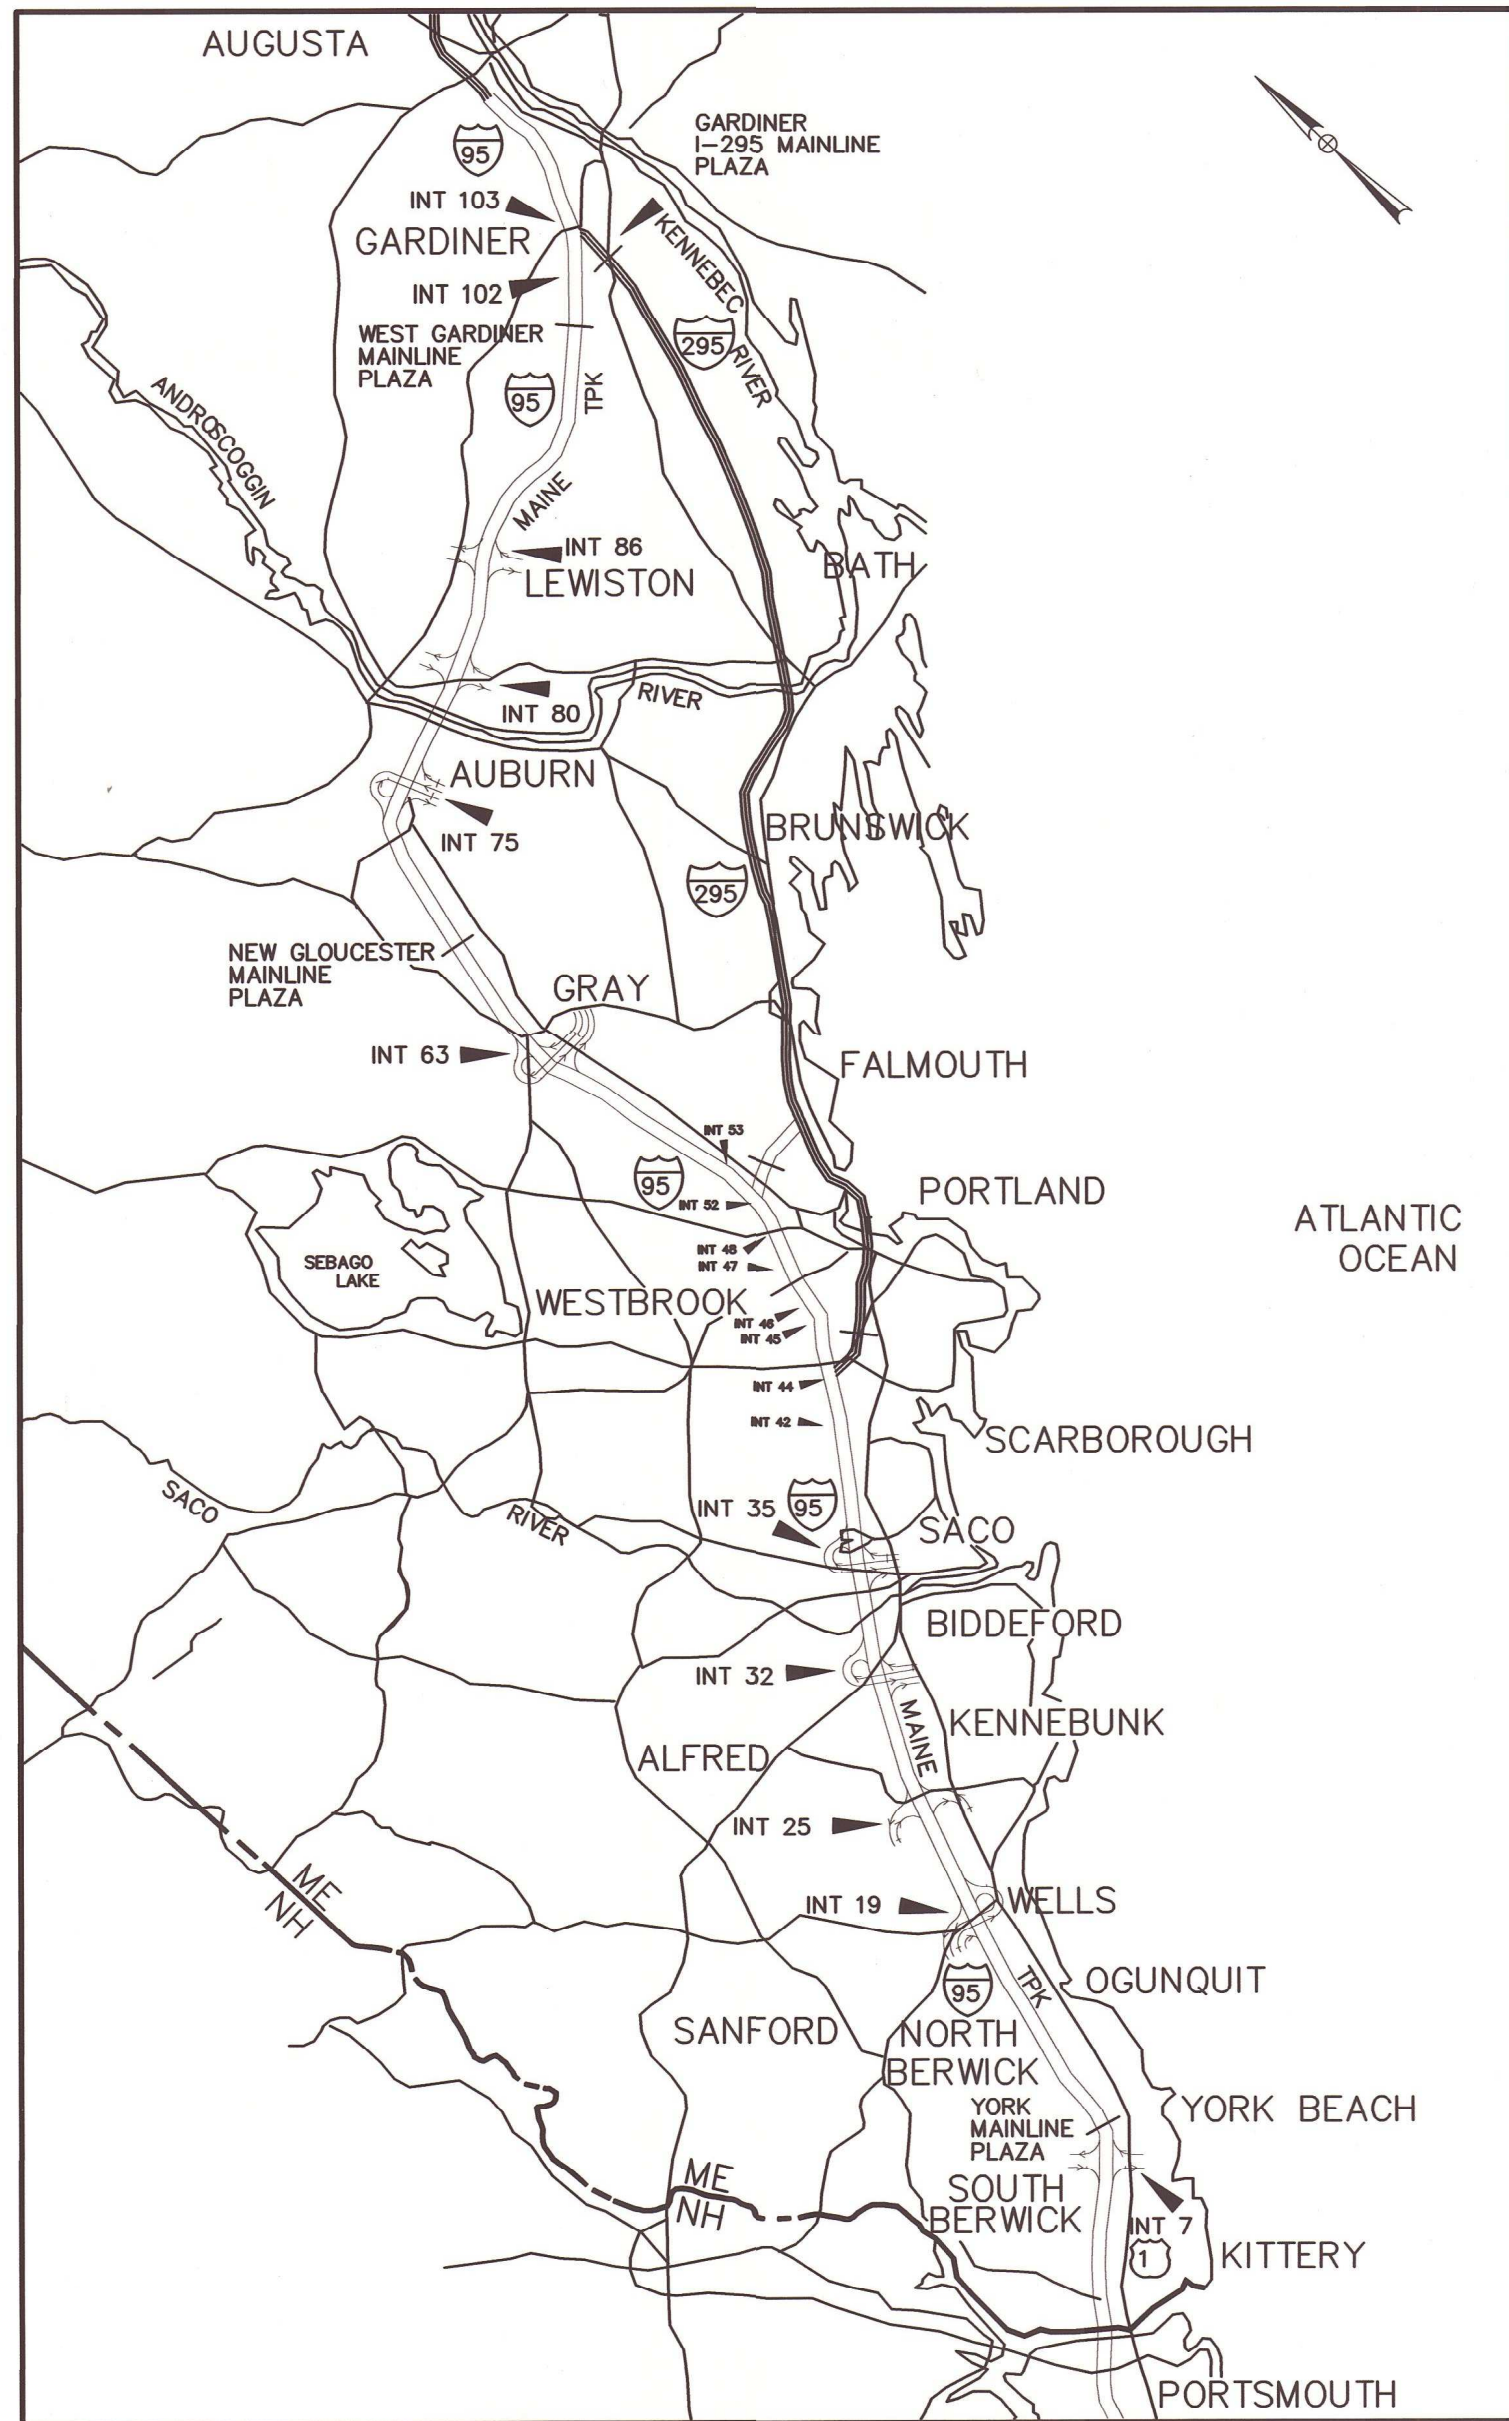 AUGUSTA
GARDINER
I-295 MAINLINE
PLAZA
95
INT 103
GARDINER
KENNEBEC
RIVER
INT 102
WEST GARDINER
MAINLINE
PLAZA
295
95
TPK
MAINE
ANDROSCOGGIN
INT 86
LEWISTON
BATH
RIVER
INT 80
AUBURN
INT 75
BRUNSWICK
295
NEW GLOUCESTER
MAINLINE
PLAZA
GRAY
INT 63
FALMOUTH
INT 53
95
INT 52
PORTLAND
ATLANTIC
OCEAN
INT 48
INT 47
SEBAGO
LAKE
WESTBROOK
INT 46
INT 45
INT 44
INT 42
SCARBOROUGH
SACO
RIVER
INT 35
95
SACO
BIDDEFORD
INT 32
MAINE
KENNEBUNK
ALFRED
INT 25
ME
NH
INT 19
WELLS
95
TPK
OGUNQUIT
SANFORD
NORTH
BERWICK
YORK
MAINLINE
PLAZA
YORK BEACH
ME
NH
SOUTH
BERWICK
INT 7
1
KITTERY
PORTSMOUTH